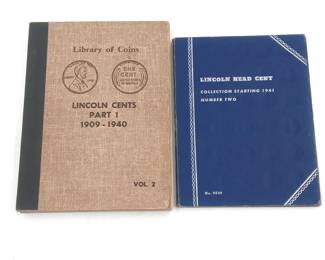 Library of Coins
ONE
CENT
LINCOLN CENTS
PART 1
1909 - 1940
VOL. 2
LINCOLN HEAD CENT
COLLECTION STARTING 1941
NUMBER TWO